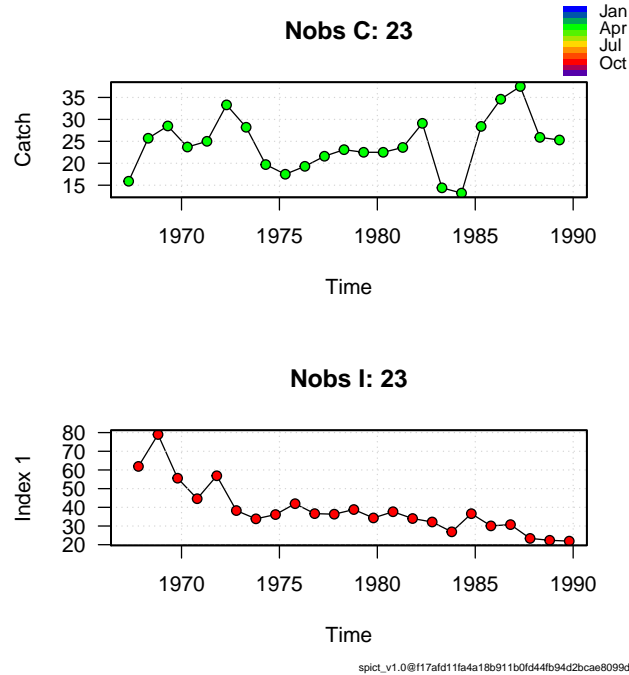 Nobs C: 23
Jan
Apr
Jul
Oct
Catch
35
30
25
20
15
1970 1975 1980 1985 1990
Time
Nobs I: 23
Index 1
80
70
60
50
40
30
20
1970 1975 1980 1985 1990
Time
spict_v1.0@f17afd11fa4a18b911b0fd44fb94d2bcae8099d